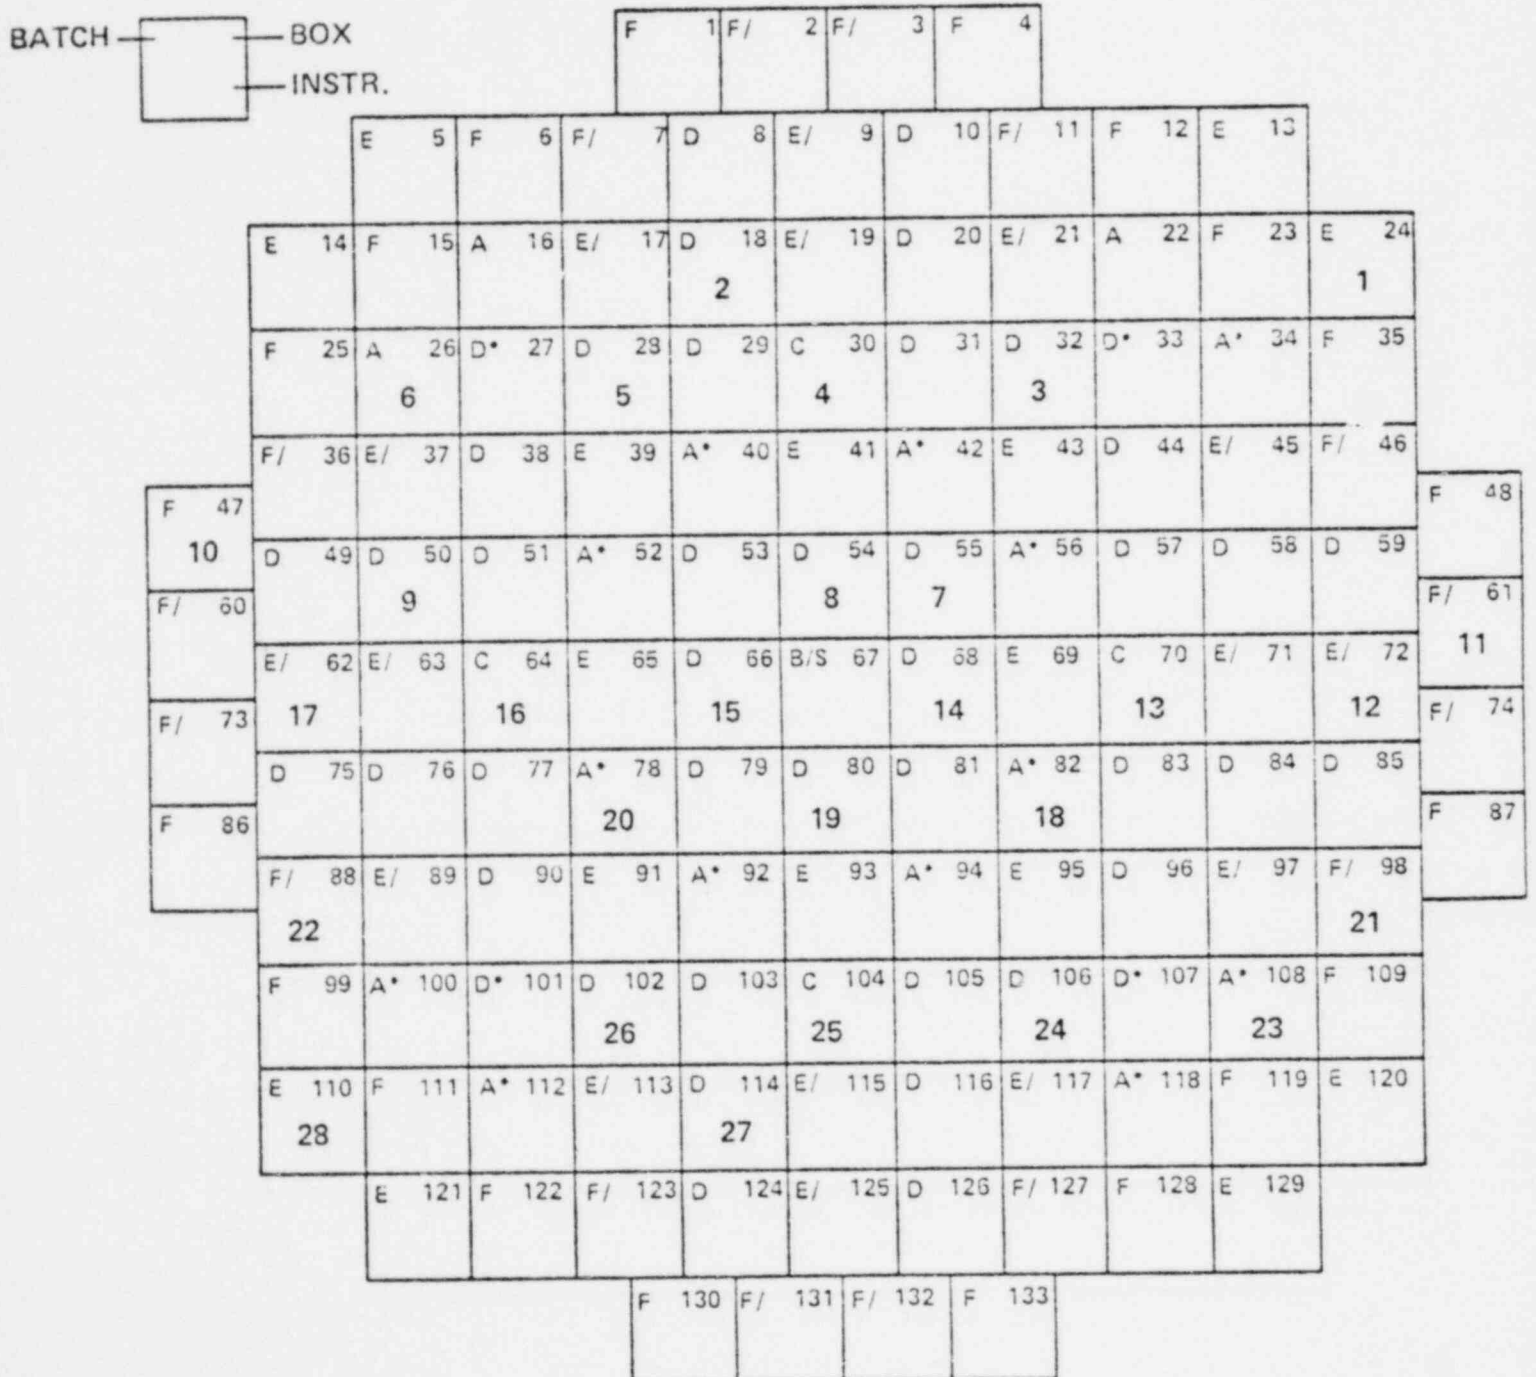 BATCH BOX
INSTR.
F 1 F/ 2 F/ 3 F 4
E 5 F 6 F/ 7 D 8 E/ 9 D 10 F/ 11 F 12 E 13
E 14 F 15 A 16 E/ 17 D 18 E/ 19 D 20 E/ 21 A 22 F 23 E 24
2 1
F 25 A 26 D* 27 D 28 D 29 C 30 D 31 D 32 D* 33 A* 34 F 35
6 5 4 3
F/ 36 E/ 37 D 38 E 39 A* 40 E 41 A* 42 E 43 D 44 E/ 45 F/ 46
F 47 F 48
10
D 49 D 50 D 51 A* 52 D 53 D 54 D 55 A* 56 D 57 D 58 D 59
9 8 7
F/ 60 F/ 61
11
E/ 62 E/ 63 C 64 E 65 D 66 B/S 67 D 68 E 69 C 70 E/ 71 E/ 72
17 16 15 14 13 12
F/ 73 F/ 74
D 75 D 76 D 77 A* 78 D 79 D 80 D 81 A* 82 D 83 D 84 D 85
20 19 18
F 86 F 87
F/ 88 E/ 89 D 90 E 91 A* 92 E 93 A* 94 E 95 D 96 E/ 97 F/ 98
22 21
F 99 A* 100 D* 101 D 102 D 103 C 104 D 105 D 106 D* 107 A* 108 F 109
26 25 24 23
E 110 F 111 A* 112 E/ 113 D 114 E/ 115 D 116 E/ 117 A* 118 F 119 E 120
28 27
E 121 F 122 F/ 123 D 124 E/ 125 D 126 F/ 127 F 128 E 129
F 130 F/ 131 F/ 132 F 133